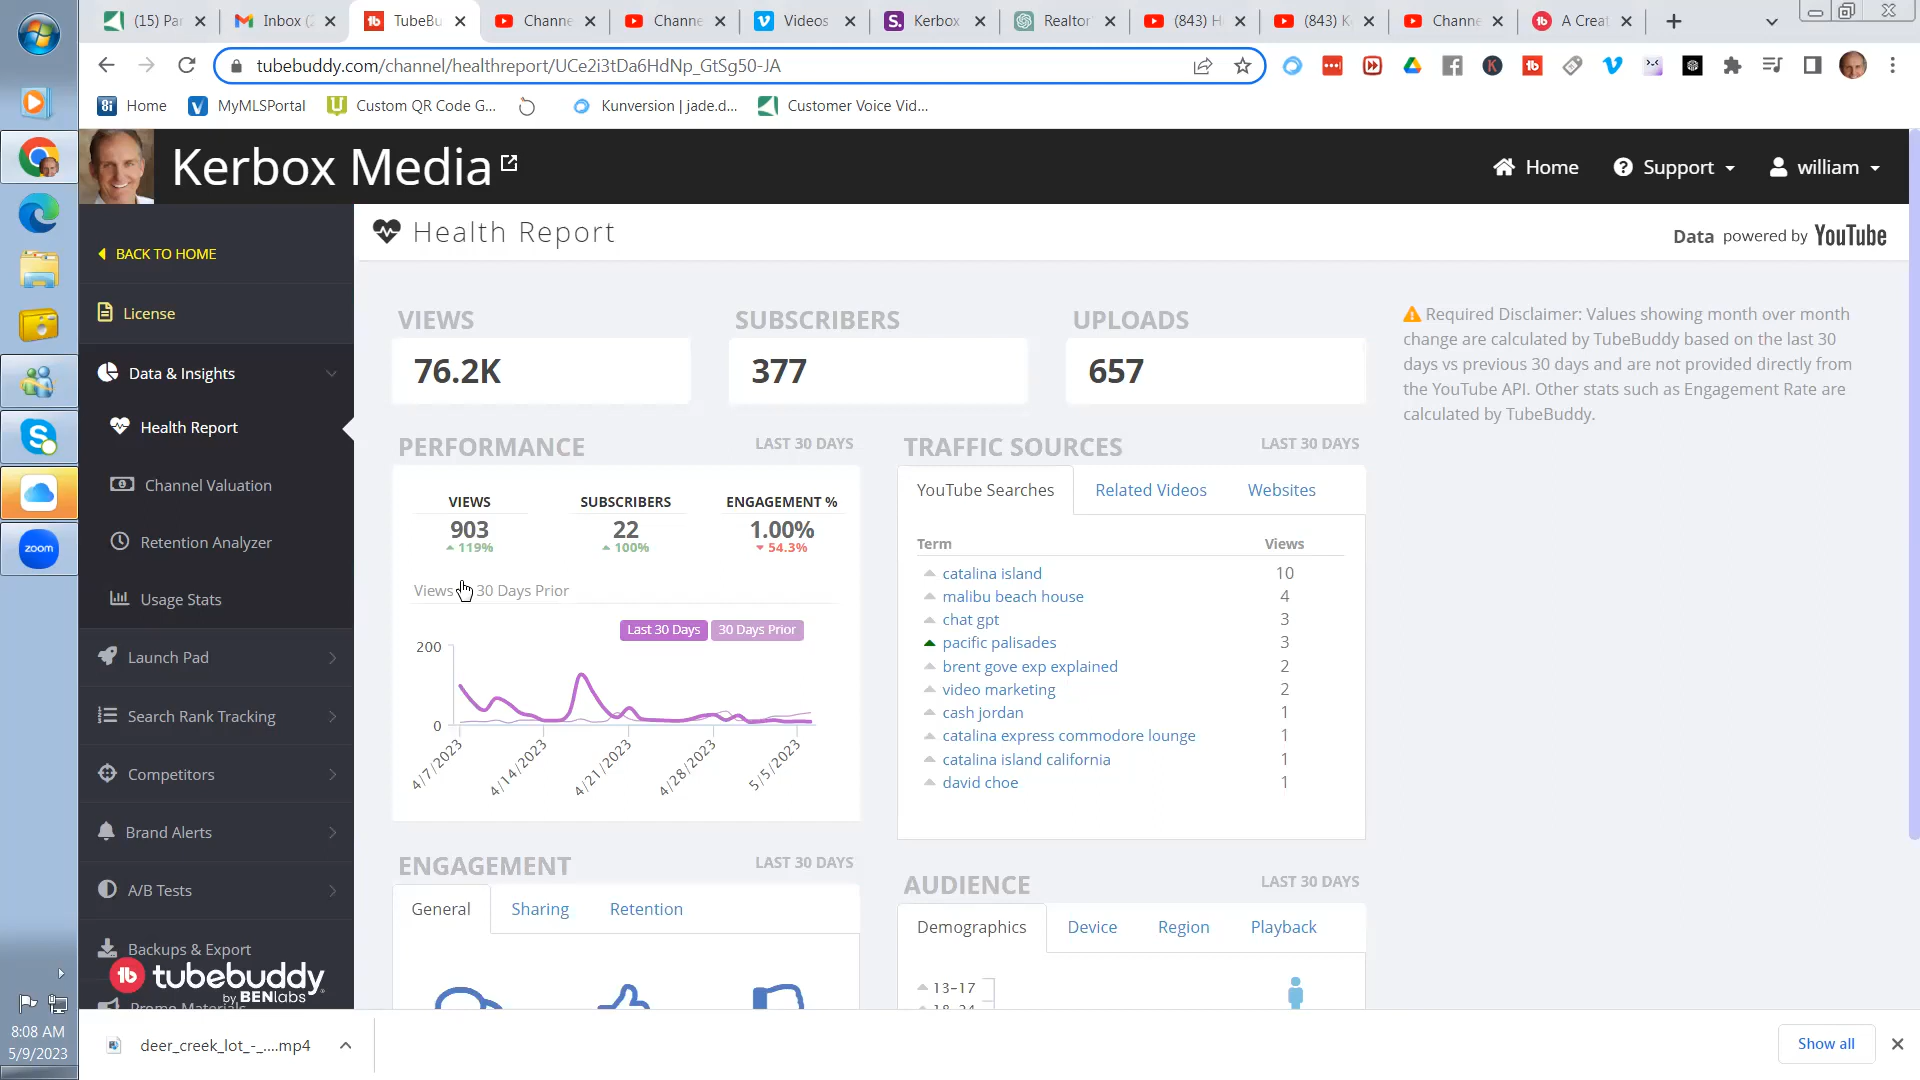 (15) Pa
Inbox (2
TubeBu
Channe
Channe
Videos
Kerbox
Realtor
(843) H
(843) K
Channe
A Crea
tubebuddy.com/channel/healthreport/UCe2i3tDa6HdNp_GtSg50-JA
Home
MyMLSPortal
Custom QR Code G...
Kunversion | jade.d...
Customer Voice Vid...
Kerbox Media
Home
Support
william
BACK TO HOME
License
Data & Insights
Health Report
Channel Valuation
Retention Analyzer
Usage Stats
Launch Pad
Search Rank Tracking
Competitors
Brand Alerts
A/B Tests
Backups & Export
Promo Materials
tubebuddy
by BENlabs
Health Report
Data powered by YouTube
VIEWS
76.2K
SUBSCRIBERS
377
UPLOADS
657
Required Disclaimer: Values showing month over month
change are calculated by TubeBuddy based on the last 30
days vs previous 30 days and are not provided directly from
the YouTube API. Other stats such as Engagement Rate are
calculated by TubeBuddy.
PERFORMANCE LAST 30 DAYS
VIEWS SUBSCRIBERS ENGAGEMENT %
903 22 1.00%
119% 100% 54.3%
Views 30 Days Prior
Last 30 Days 30 Days Prior
200
0
4/7/2023
4/14/2023
4/21/2023
4/28/2023
5/5/2023
TRAFFIC SOURCES LAST 30 DAYS
YouTube Searches Related Videos Websites
Term Views
catalina island 10
malibu beach house 4
chat gpt 3
pacific palisades 3
brent gove exp explained 2
video marketing 2
cash jordan 1
catalina express commodore lounge 1
catalina island california 1
david choe 1
ENGAGEMENT LAST 30 DAYS
General Sharing Retention
AUDIENCE LAST 30 DAYS
Demographics Device Region Playback
13-17
18-24
zoom
8:08 AM
5/9/2023
deer_creek_lot_-_....mp4
Show all